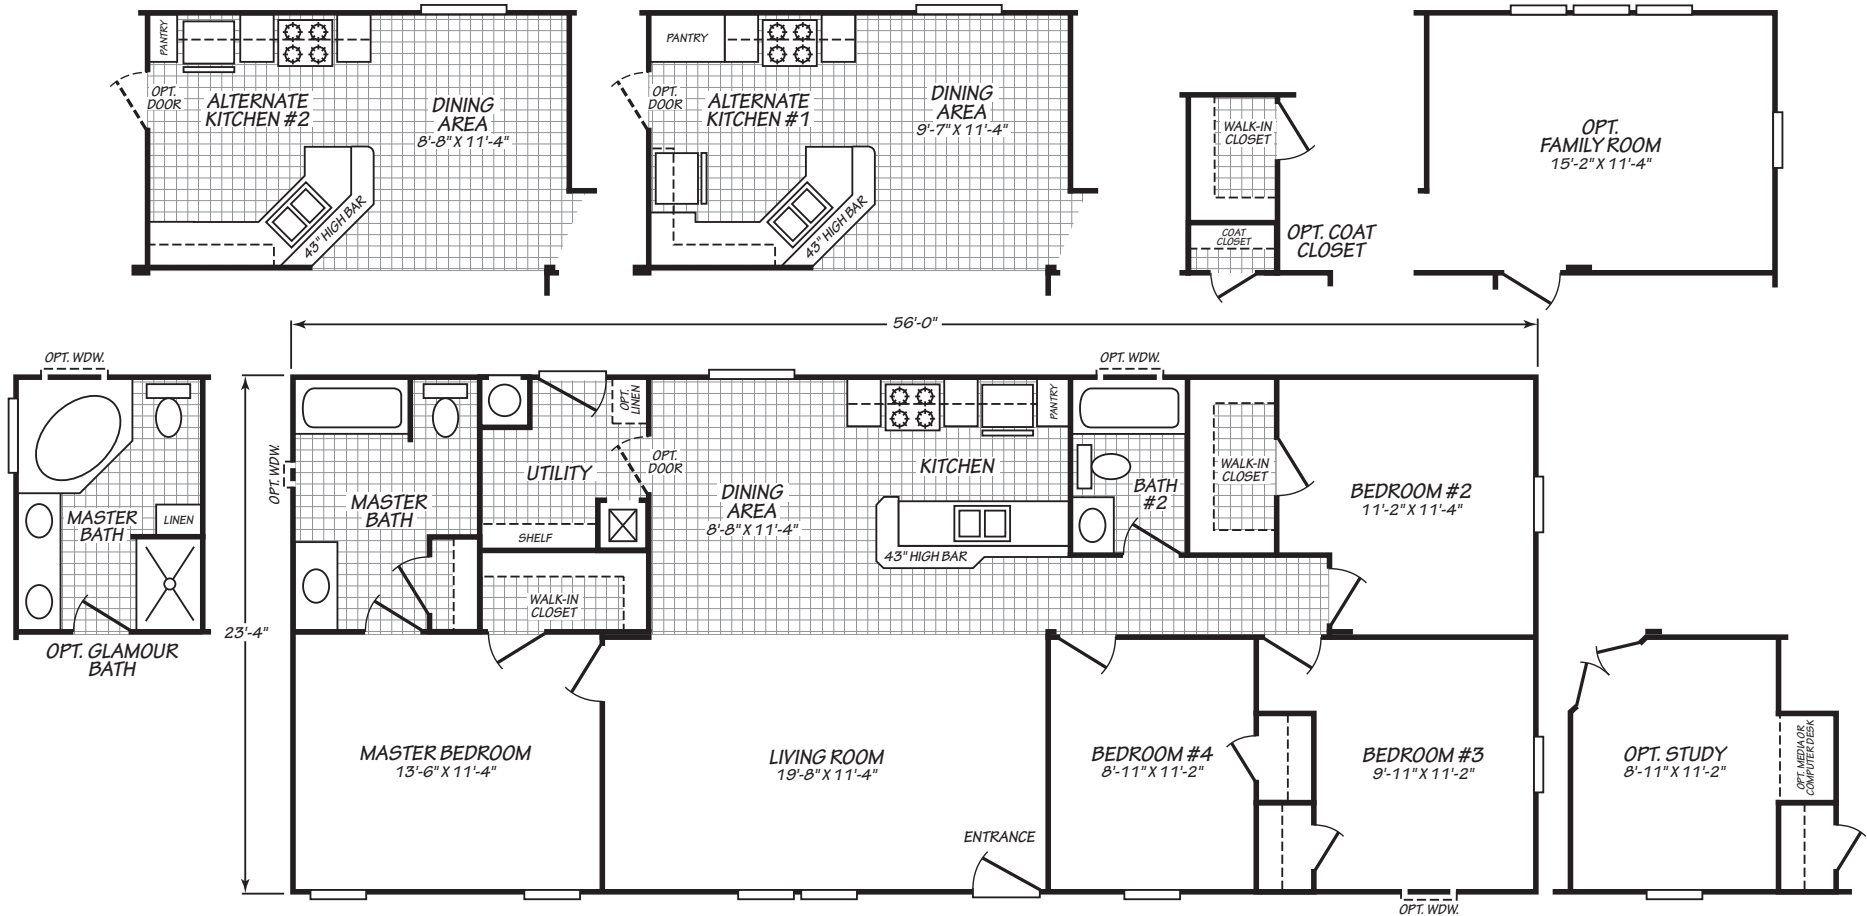 PANTRY
OPT.
DOOR
ALTERNATE
KITCHEN #2
DINING
AREA
8'-8" X 11'-4"
43" HIGH BAR
PANTRY
OPT.
DOOR
ALTERNATE
KITCHEN #1
DINING
AREA
9'-7" X 11'-4"
43" HIGH BAR
WALK-IN
CLOSET
COAT
CLOSET
OPT. COAT
CLOSET
OPT.
FAMILY ROOM
15'-2" X 11'-4"
56'-0"
OPT. WDW.
MASTER
BATH
LINEN
OPT. GLAMOUR
BATH
23'-4"
OPT. WDW.
MASTER
BATH
UTILITY
OPT.
LINEN
OPT.
DOOR
SHELF
WALK-IN
CLOSET
DINING
AREA
8'-8" X 11'-4"
KITCHEN
PANTRY
43" HIGH BAR
OPT. WDW.
BATH
#2
WALK-IN
CLOSET
BEDROOM #2
11'-2" X 11'-4"
MASTER BEDROOM
13'-6" X 11'-4"
LIVING ROOM
19'-8" X 11'-4"
ENTRANCE
BEDROOM #4
8'-11" X 11'-2"
BEDROOM #3
9'-11" X 11'-2"
OPT. WDW.
OPT. STUDY
8'-11" X 11'-2"
OPT. MEDIA OR
COMPUTER DESK